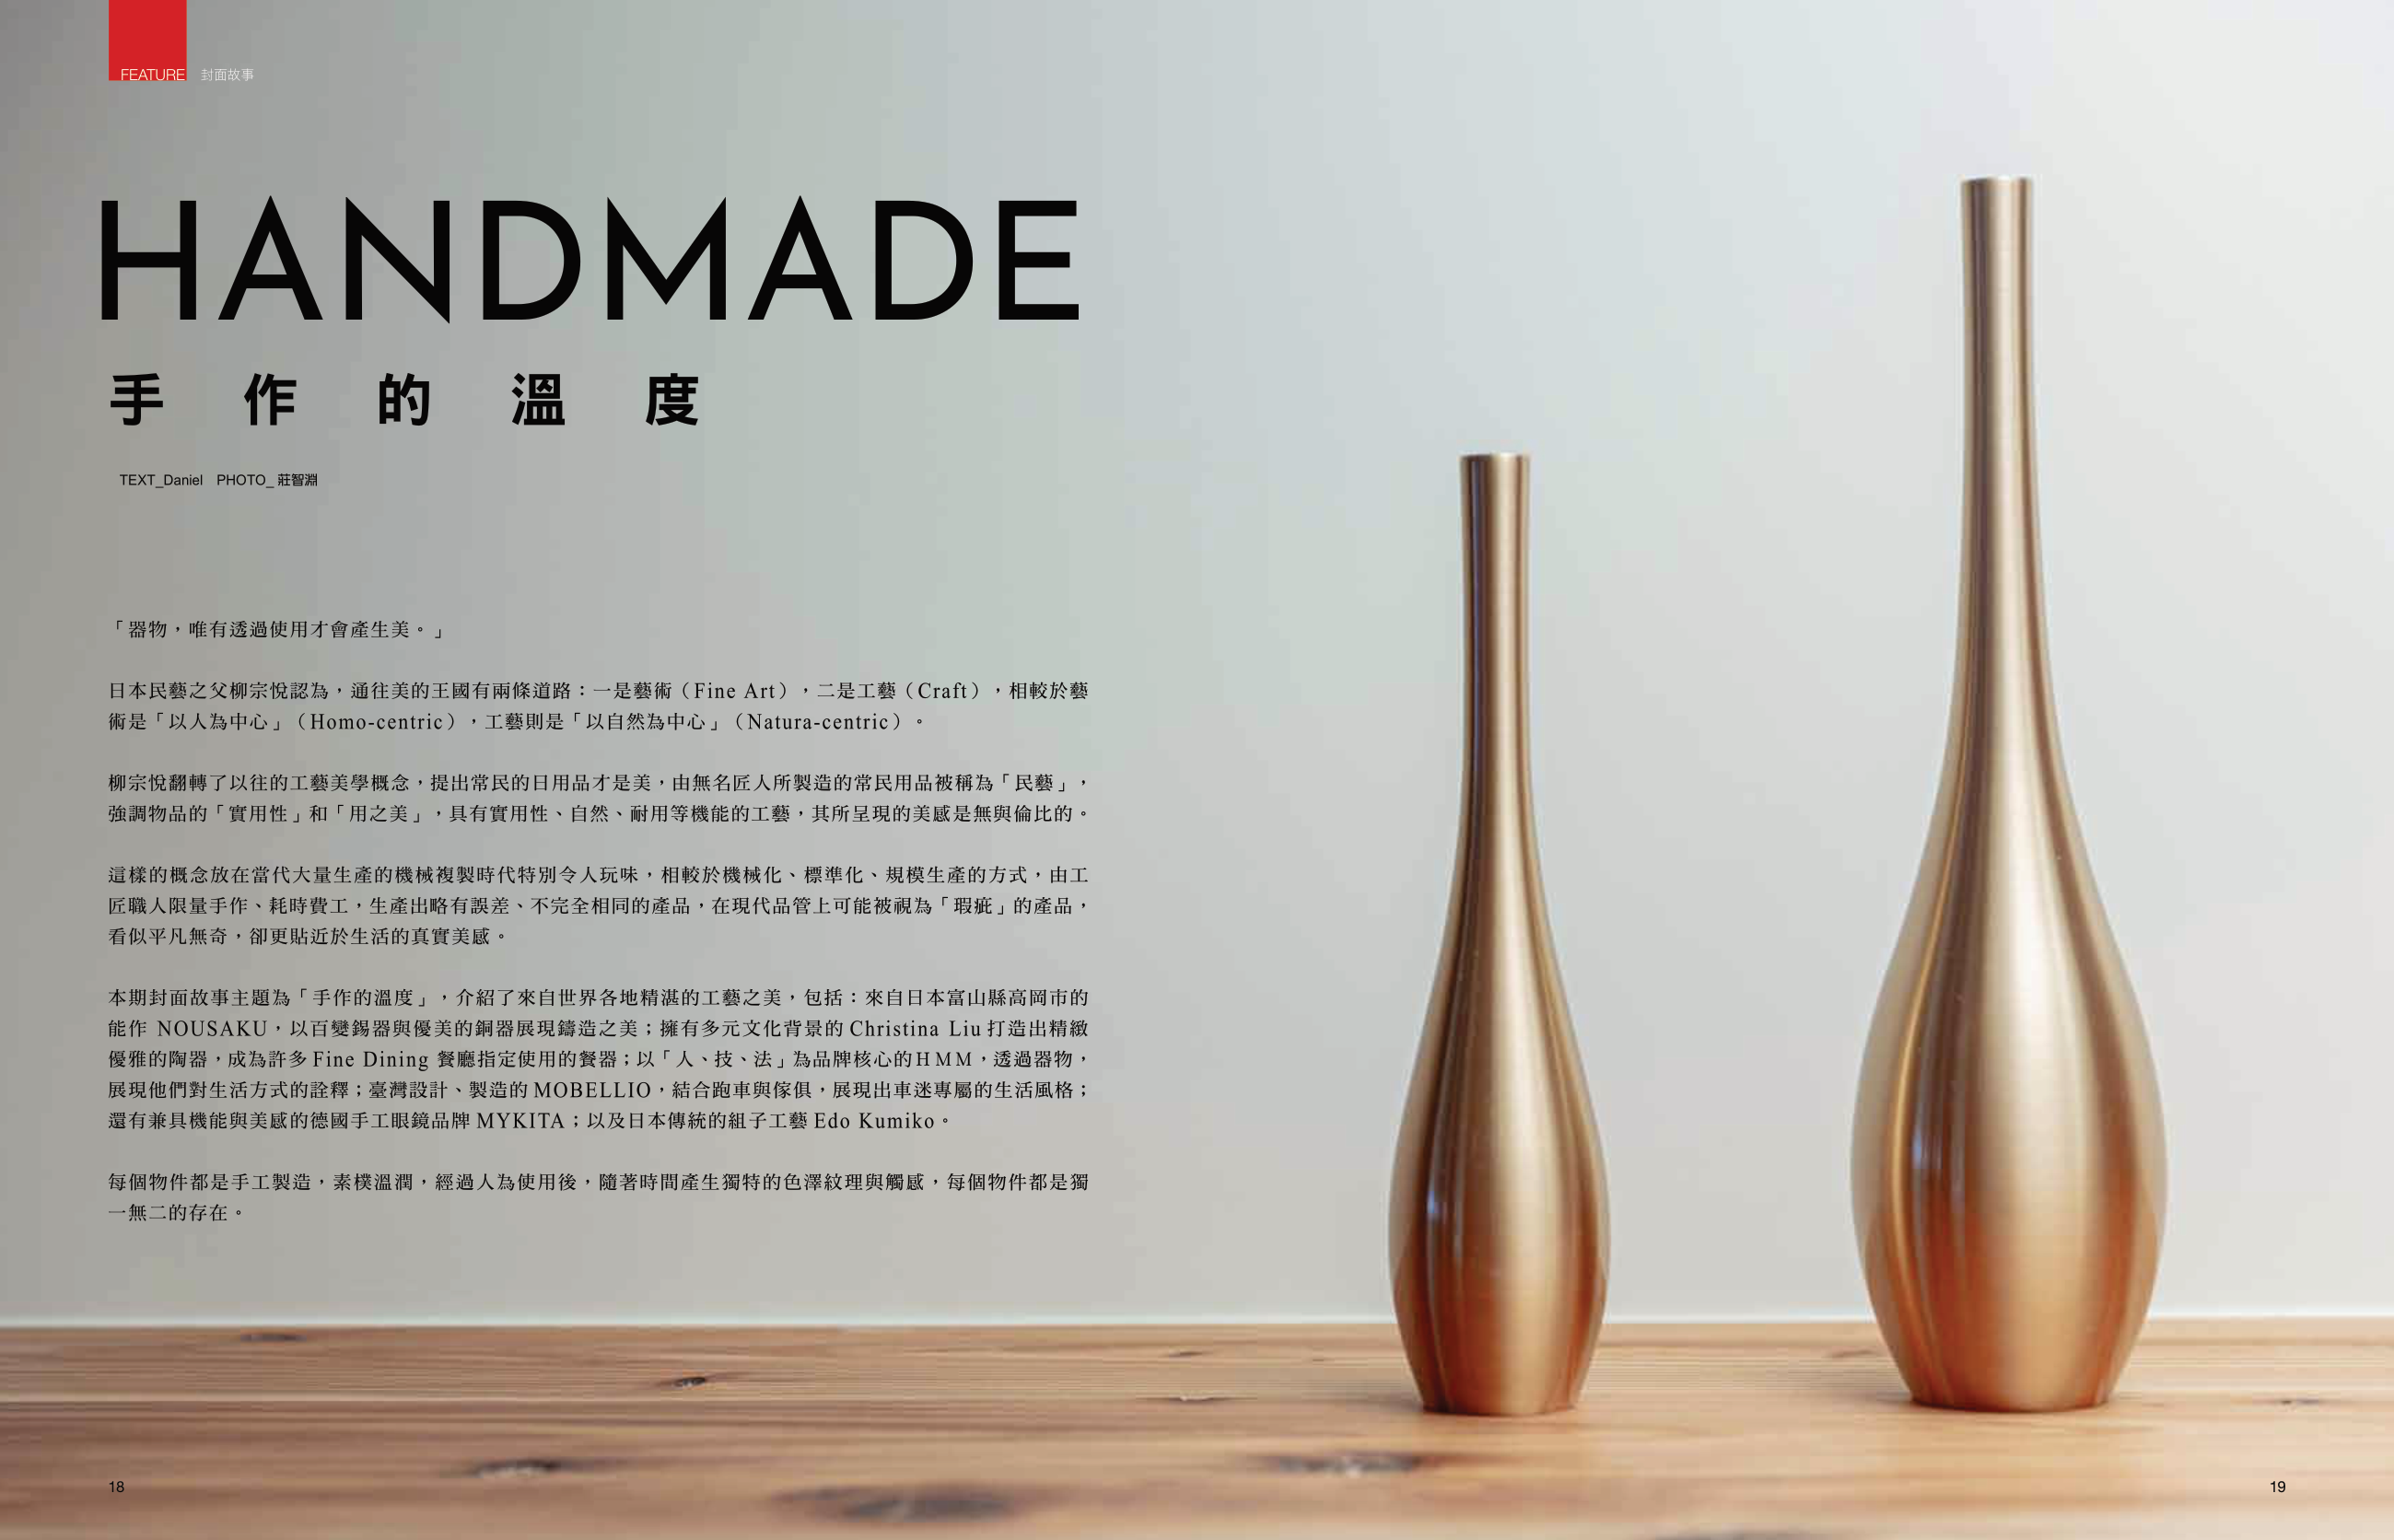 FEATURE 封面故事
HANDMADE
手作的溫度
TEXT_Daniel PHOTO_ 莊智淵
「器物，唯有透過使用才會產生美。」
日本民藝之父柳宗悅認為，通往美的王國有兩條道路：一是藝術（Fine Art），二是工藝（Craft），相較於藝
術是「以人為中心」（Homo-centric），工藝則是「以自然為中心」（Natura-centric）。
柳宗悅翻轉了以往的工藝美學概念，提出常民的日用品才是美，由無名匠人所製造的常民用品被稱為「民藝」，
強調物品的「實用性」和「用之美」，具有實用性、自然、耐用等機能的工藝，其所呈現的美感是無與倫比的。
這樣的概念放在當代大量生產的機械複製時代特別令人玩味，相較於機械化、標準化、規模生產的方式，由工
匠職人限量手作、耗時費工，生產出略有誤差、不完全相同的產品，在現代品管上可能被視為「瑕疵」的產品，
看似平凡無奇，卻更貼近於生活的真實美感。
本期封面故事主題為「手作的溫度」，介紹了來自世界各地精湛的工藝之美，包括：來自日本富山縣高岡市的
能作 NOUSAKU，以百變錫器與優美的銅器展現鑄造之美；擁有多元文化背景的 Christina Liu 打造出精緻
優雅的陶器，成為許多 Fine Dining 餐廳指定使用的餐器；以「人、技、法」為品牌核心的ＨＭＭ，透過器物，
展現他們對生活方式的詮釋；臺灣設計、製造的 MOBELLIO，結合跑車與傢俱，展現出車迷專屬的生活風格；
還有兼具機能與美感的德國手工眼鏡品牌 MYKITA；以及日本傳統的組子工藝 Edo Kumiko。
每個物件都是手工製造，素樸溫潤，經過人為使用後，隨著時間產生獨特的色澤紋理與觸感，每個物件都是獨
一無二的存在。
18
19